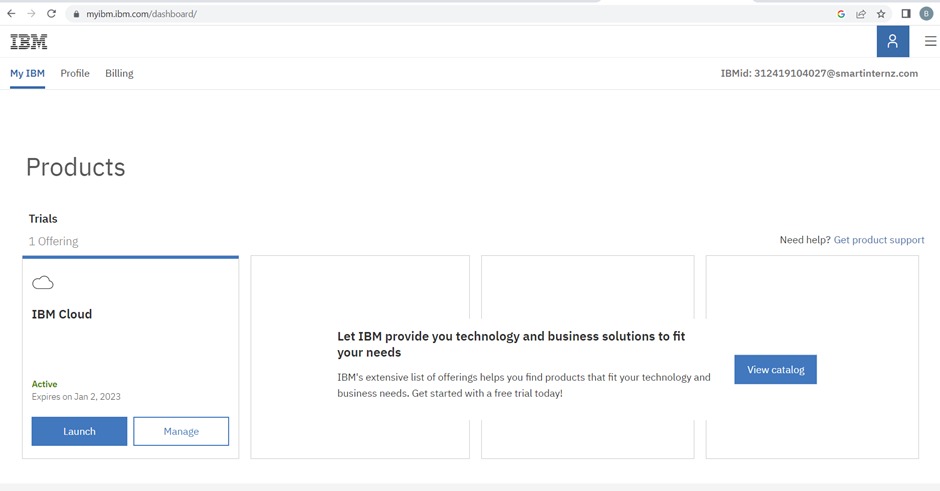 myibm.ibm.com/dashboard/
B
IBM
My IBM Profile Billing
IBMid: 312419104027@smartinternz.com
Products
Trials
1 Offering
Need help? Get product support
IBM Cloud
Active
Expires on Jan 2, 2023
Launch Manage
Let IBM provide you technology and business solutions to fit
your needs
IBM's extensive list of offerings helps you find products that fit your technology and
business needs. Get started with a free trial today!
View catalog